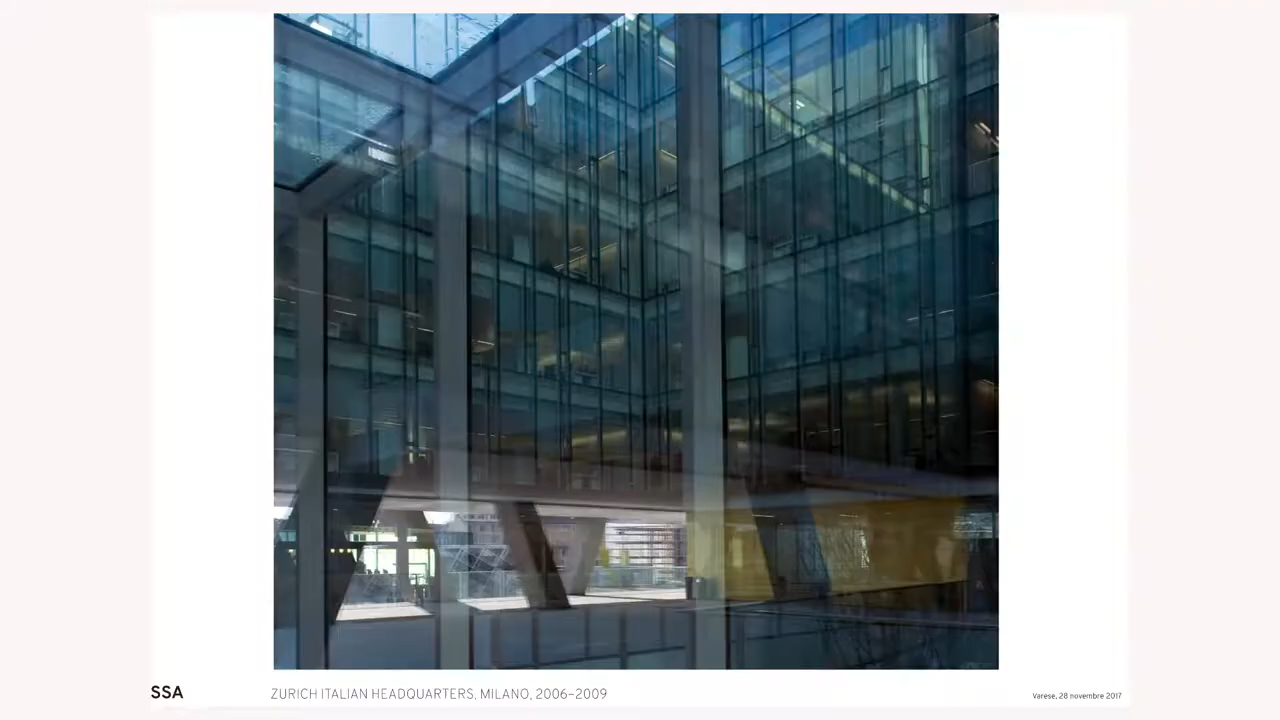 SSA
ZURICH ITALIAN HEADQUARTERS, MILANO, 2006–2009
Varese, 28 novembre 2017